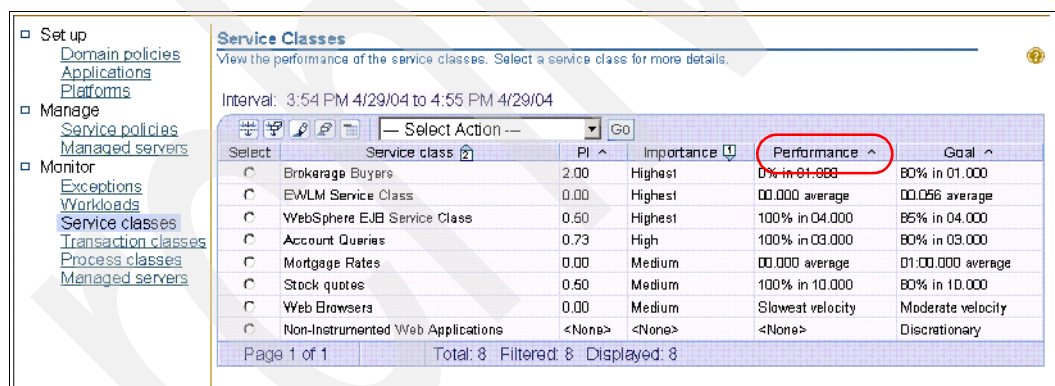 Set up
Domain policies
Applications
Platforms
Manage
Service policies
Managed servers
Monitor
Exceptions
Workloads
Service classes
Transaction classes
Process classes
Managed servers
Service Classes
View the performance of the service classes. Select a service class for more details.
Interval: 3:54 PM 4/29/04 to 4:55 PM 4/29/04
--- Select Action --- Go
Select Service class 2 PI ^ Importance 1 Performance ^ Goal ^
Brokerage Buyers 2.00 Highest 0% in 01.000 80% in 01.000
EWLM Service Class 0.00 Highest 00.000 average 00.056 average
WebSphere EJB Service Class 0.50 Highest 100% in 04.000 85% in 04.000
Account Queries 0.73 High 100% in 03.000 80% in 03.000
Mortgage Rates 0.00 Medium 00.000 average 01:00.000 average
Stock quotes 0.50 Medium 100% in 10.000 80% in 10.000
Web Browsers 0.00 Medium Slowest velocity Moderate velocity
Non-Instrumented Web Applications <None> <None> <None> Discretionary
Page 1 of 1 Total: 8 Filtered: 8 Displayed: 8